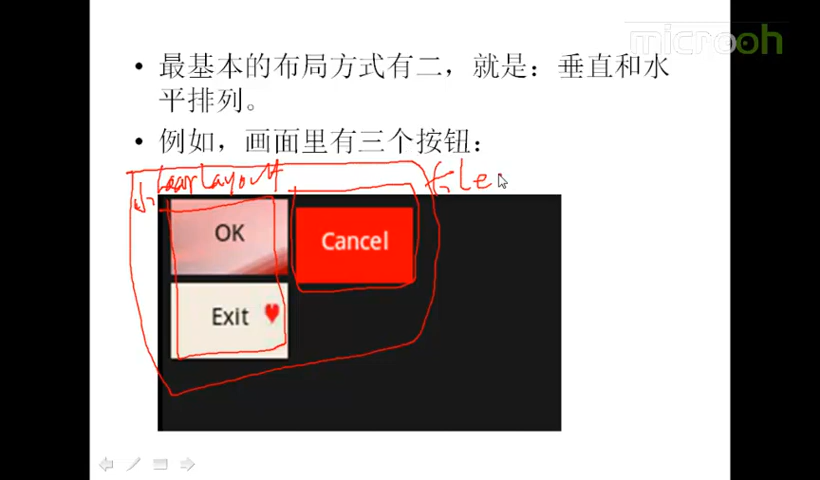 microoh
• 最基本的布局方式有二，就是：垂直和水
平排列。
• 例如，画面里有三个按钮：
Layout
OK
Cancel
Exit